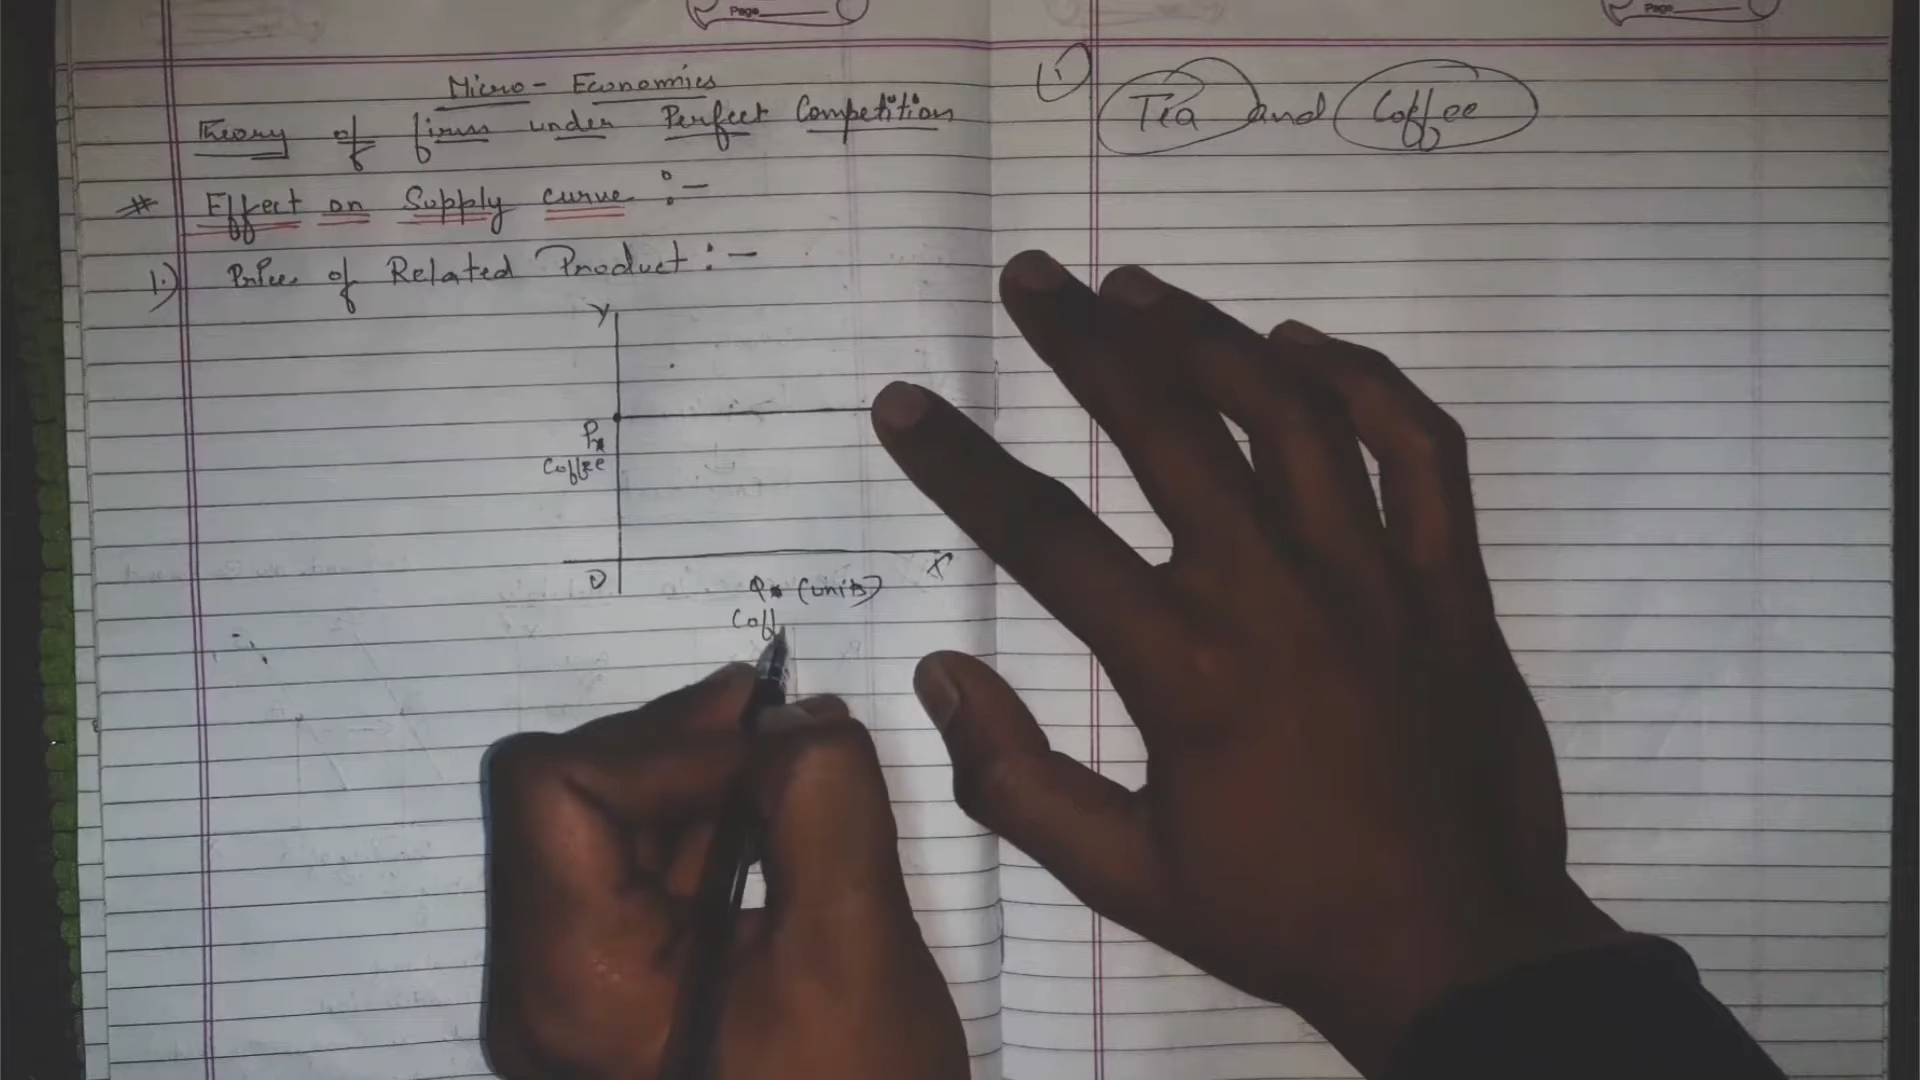 Page
Page
Micro - Economics
Theory of firms under Perfect Competition
# Effect on Supply curve :-
1.) Price of Related Product :-
Y
Px
Coffee
O
X
Qx (units)
Coff
(i)
Tea and Coffee